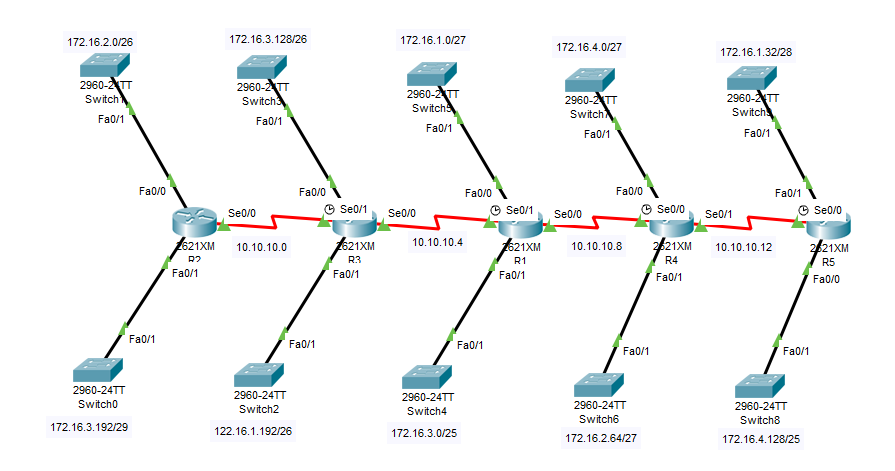 172.16.2.0/26
172.16.3.128/26
172.16.1.0/27
172.16.4.0/27
172.16.1.32/28
2960-24TT
Switch1
2960-24TT
Switch3
2960-24TT
Switch5
2960-24TT
Switch7
2960-24TT
Switch9
Fa0/1
Fa0/1
Fa0/1
Fa0/1
Fa0/1
Fa0/0
Fa0/0
Fa0/0
Fa0/0
Fa0/1
Se0/0
Se0/1
Se0/0
Se0/1
Se0/0
Se0/0
Se0/1
Se0/0
10.10.10.0
10.10.10.4
10.10.10.8
10.10.10.12
2621XM
R2
2621XM
R3
2621XM
R1
2621XM
R4
2621XM
R5
Fa0/1
Fa0/1
Fa0/1
Fa0/1
Fa0/0
Fa0/1
Fa0/1
Fa0/1
Fa0/1
Fa0/1
2960-24TT
Switch0
2960-24TT
Switch2
2960-24TT
Switch4
2960-24TT
Switch6
2960-24TT
Switch8
172.16.3.192/29
122.16.1.192/26
172.16.3.0/25
172.16.2.64/27
172.16.4.128/25